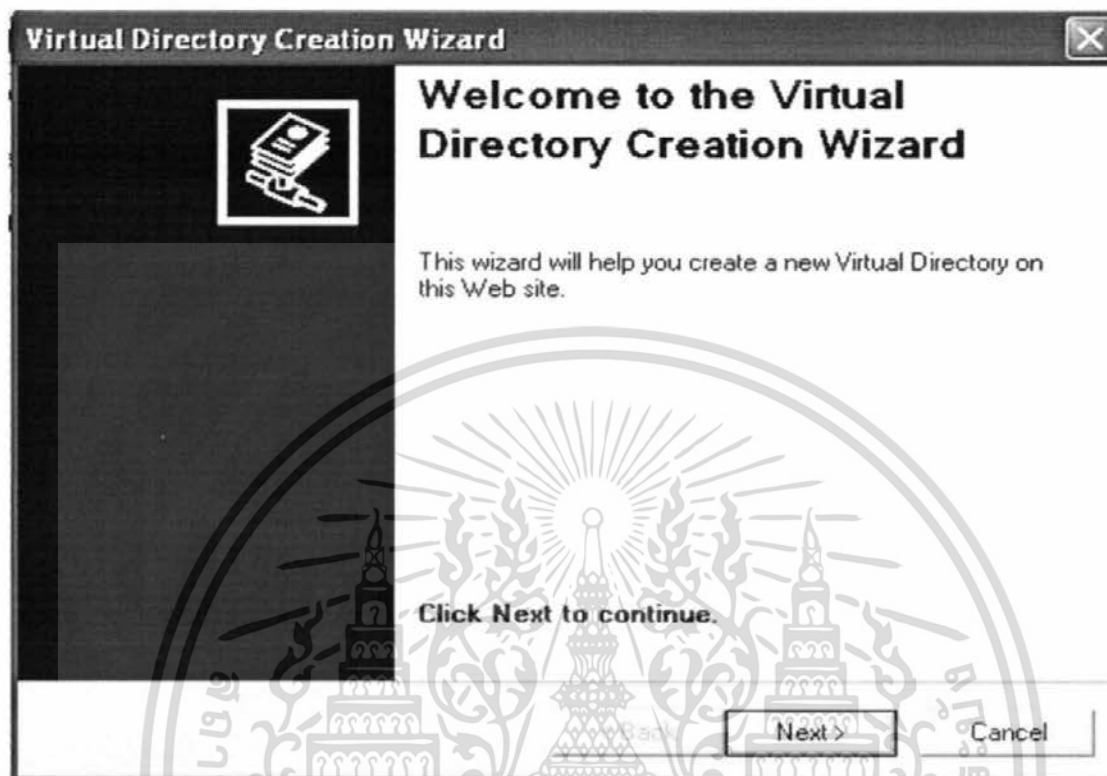 Virtual Directory Creation Wizard
Welcome to the Virtual
Directory Creation Wizard
This wizard will help you create a new Virtual Directory on
this Web site.
Click Next to continue.
Back
Next >
Cancel